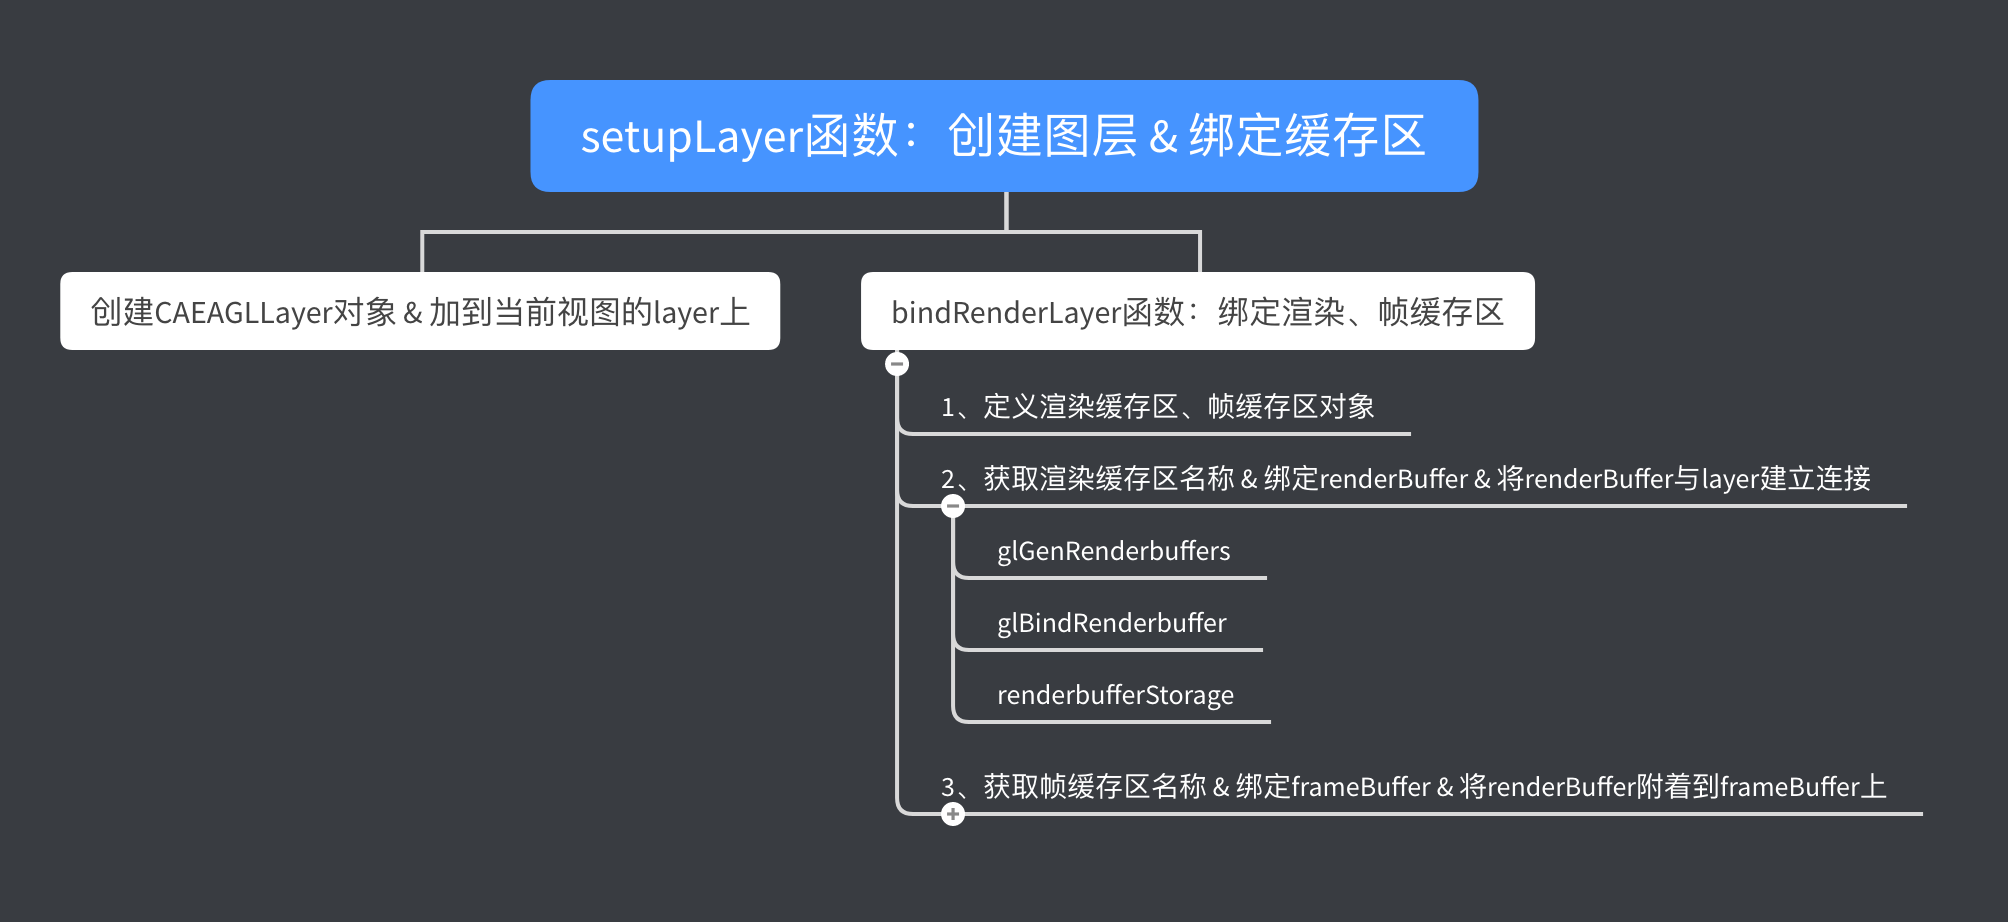 setupLayer函数：创建图层 & 绑定缓存区
创建CAEAGLLayer对象 & 加到当前视图的layer上
bindRenderLayer函数：绑定渲染、帧缓存区
1、定义渲染缓存区、帧缓存区对象
2、获取渲染缓存区名称 & 绑定renderBuffer & 将renderBuffer与layer建立连接
glGenRenderbuffers
glBindRenderbuffer
renderbufferStorage
3、获取帧缓存区名称 & 绑定frameBuffer & 将renderBuffer附着到frameBuffer上